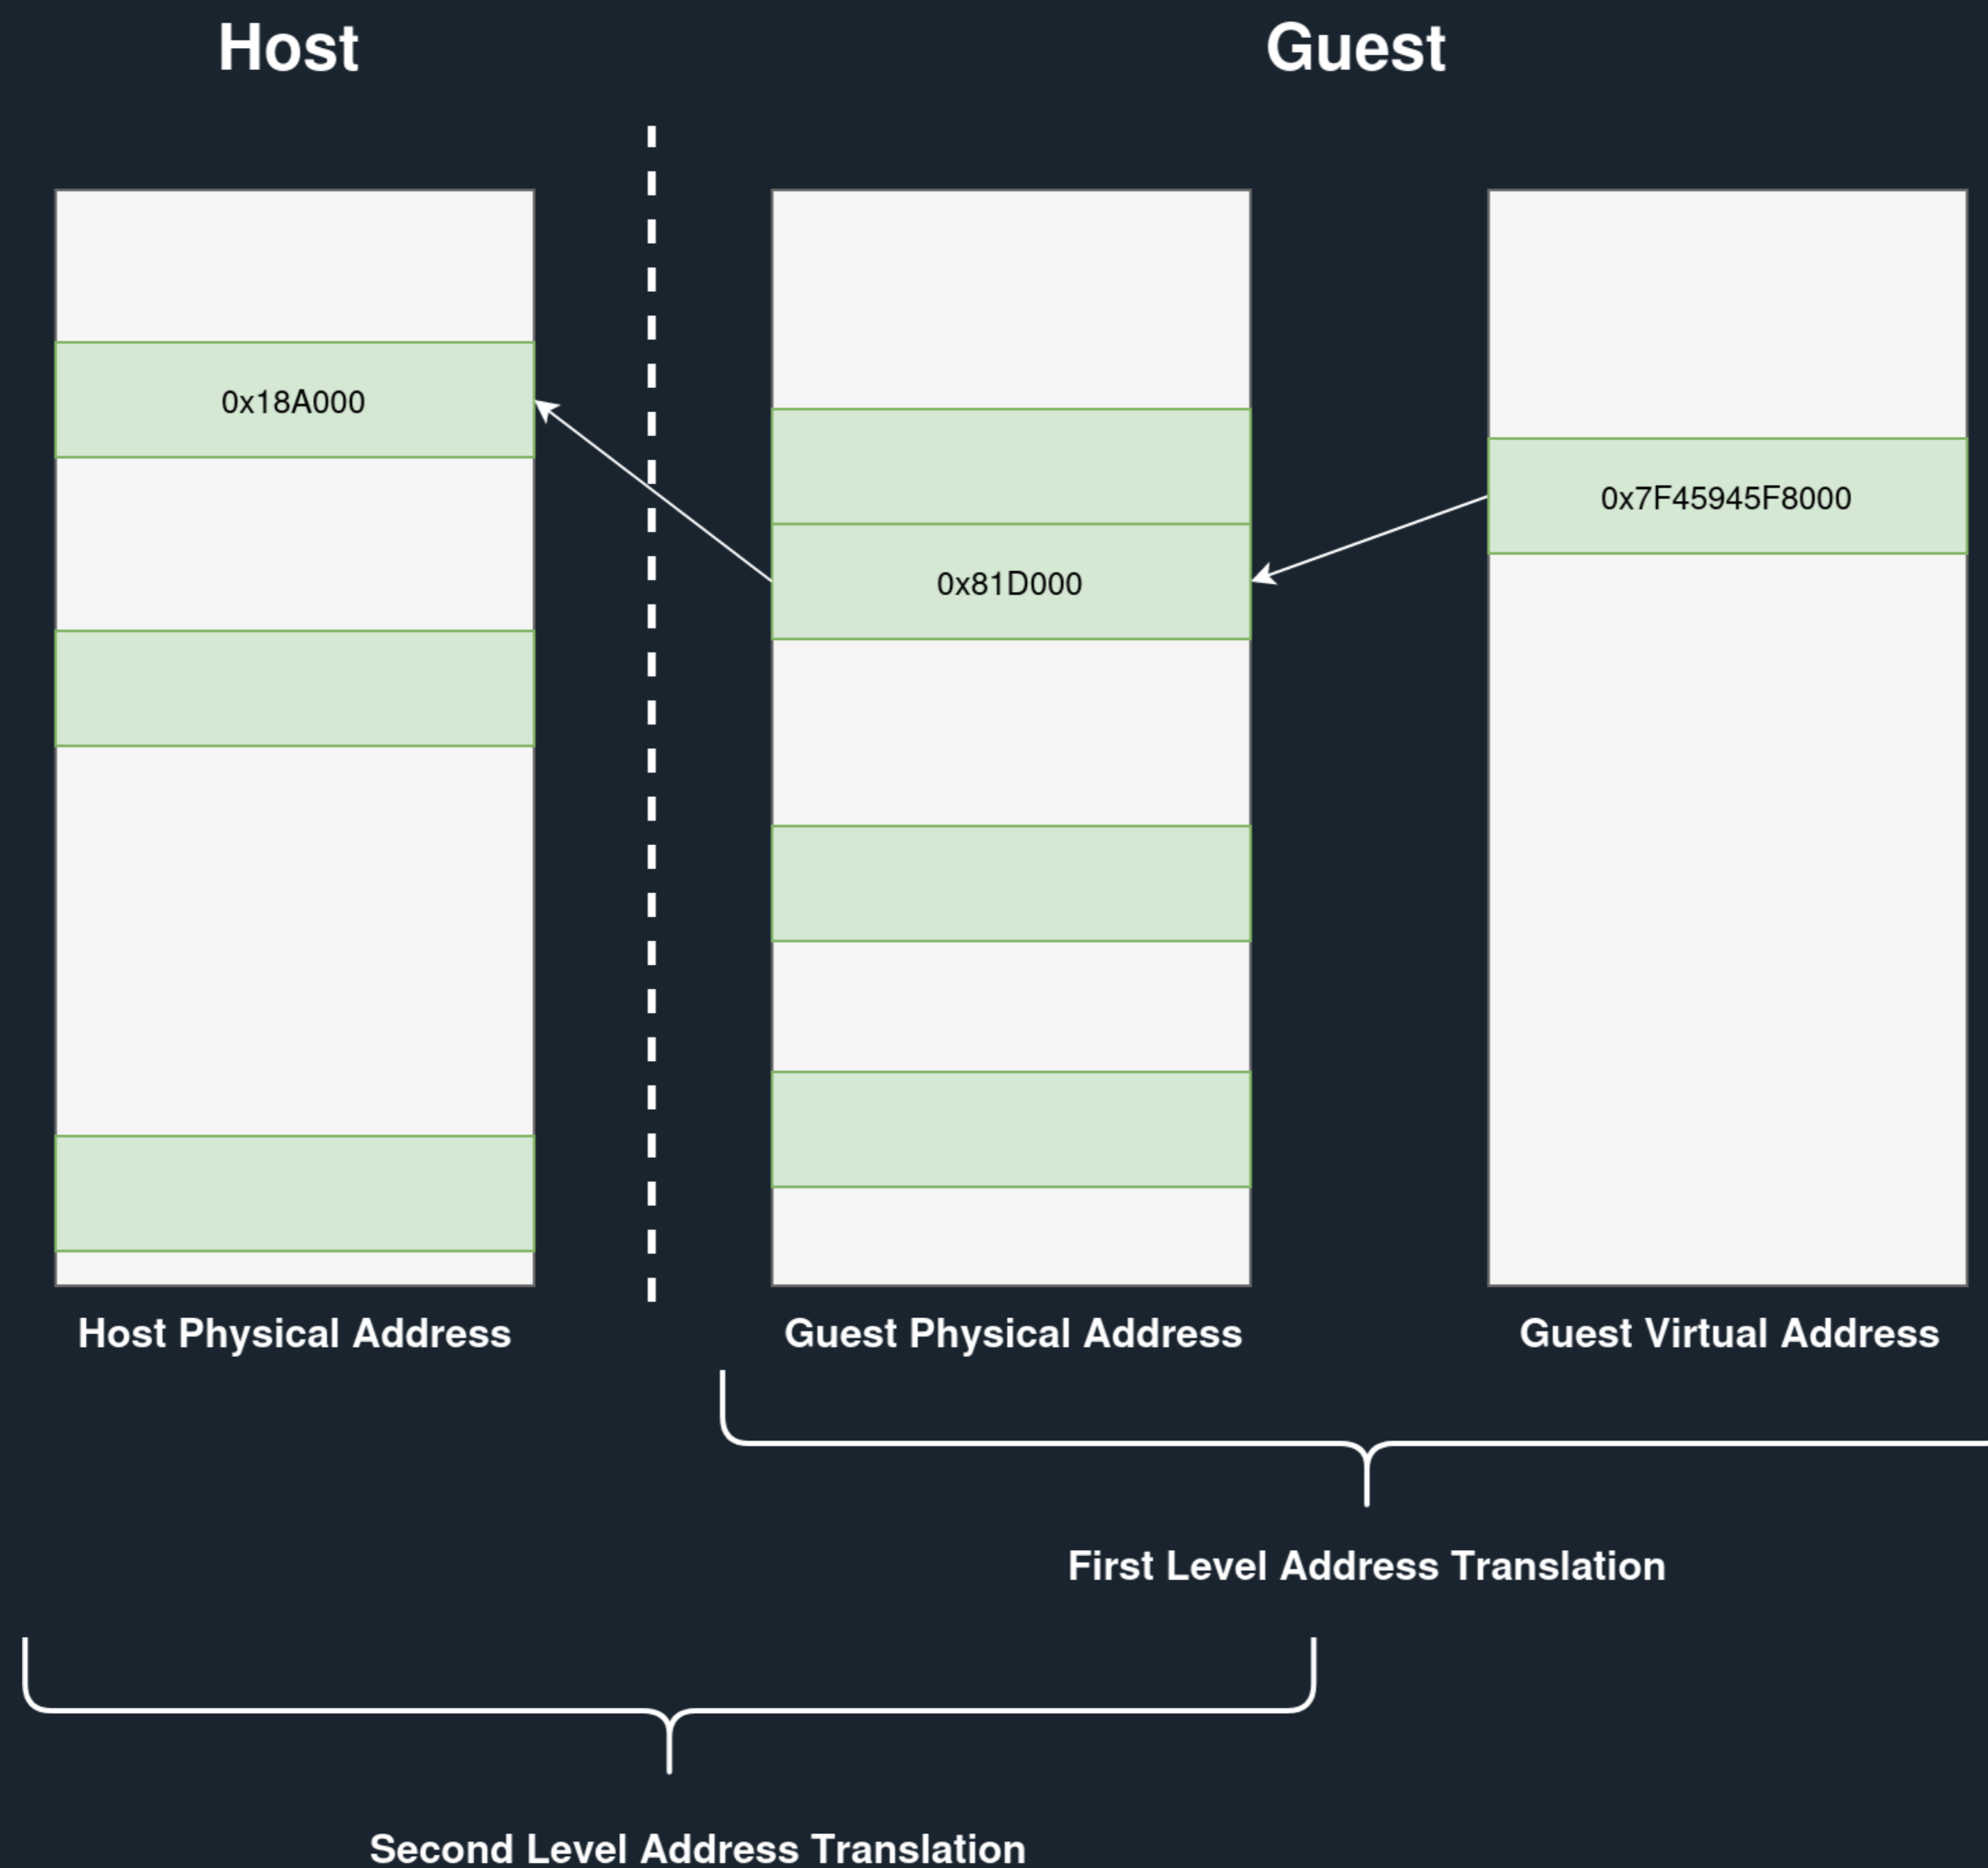 Host
Guest
0x18A000
0x7F45945F8000
0x81D000
Host Physical Address
Guest Physical Address
Guest Virtual Address
First Level Address Translation
Second Level Address Translation